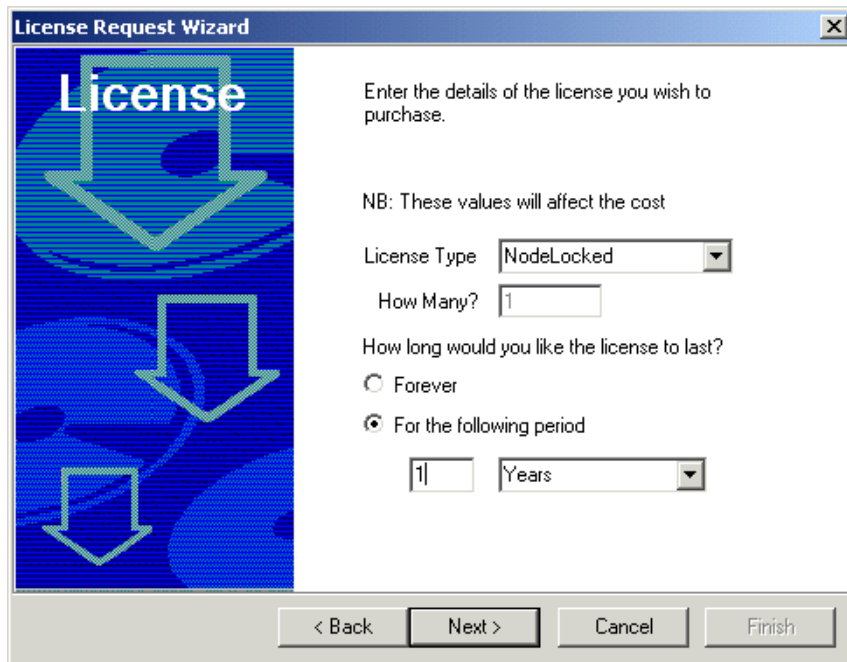 License Request Wizard
License
Enter the details of the license you wish to
purchase.
NB: These values will affect the cost
License Type NodeLocked
How Many? 1
How long would you like the license to last?
Forever
For the following period
1 Years
< Back Next > Cancel Finish